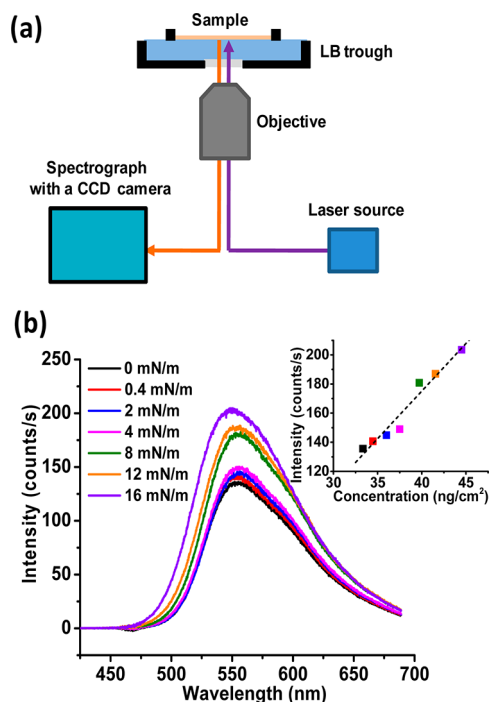 (a)
Sample
LB trough
Objective
Spectrograph
with a CCD camera
Laser source
(b)
250
200
150
100
50
0
Intensity (counts/s)
0 mN/m
0.4 mN/m
2 mN/m
4 mN/m
8 mN/m
12 mN/m
16 mN/m
450 500 550 600 650 700
Wavelength (nm)
200
180
160
140
120
Intensity (counts/s)
30 35 40 45
Concentration (ng/cm²)